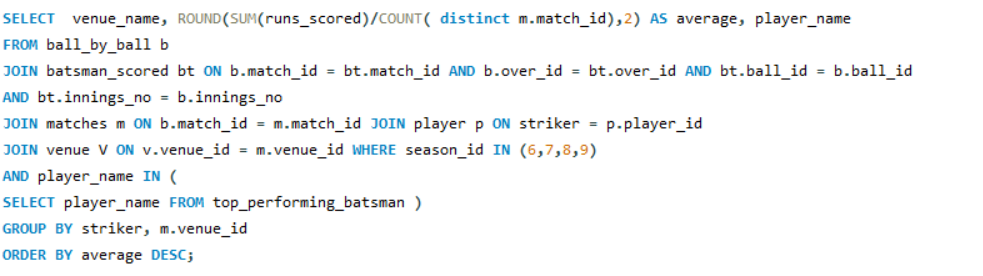 SELECT  venue_name, ROUND(SUM(runs_scored)/COUNT( distinct m.match_id),2) AS average, player_name
FROM ball_by_ball b
JOIN batsman_scored bt ON b.match_id = bt.match_id AND b.over_id = bt.over_id AND bt.ball_id = b.ball_id
AND bt.innings_no = b.innings_no
JOIN matches m ON b.match_id = m.match_id JOIN player p ON striker = p.player_id
JOIN venue V ON v.venue_id = m.venue_id WHERE season_id IN (6,7,8,9)
AND player_name IN (
SELECT player_name FROM top_performing_batsman )
GROUP BY striker, m.venue_id
ORDER BY average DESC;